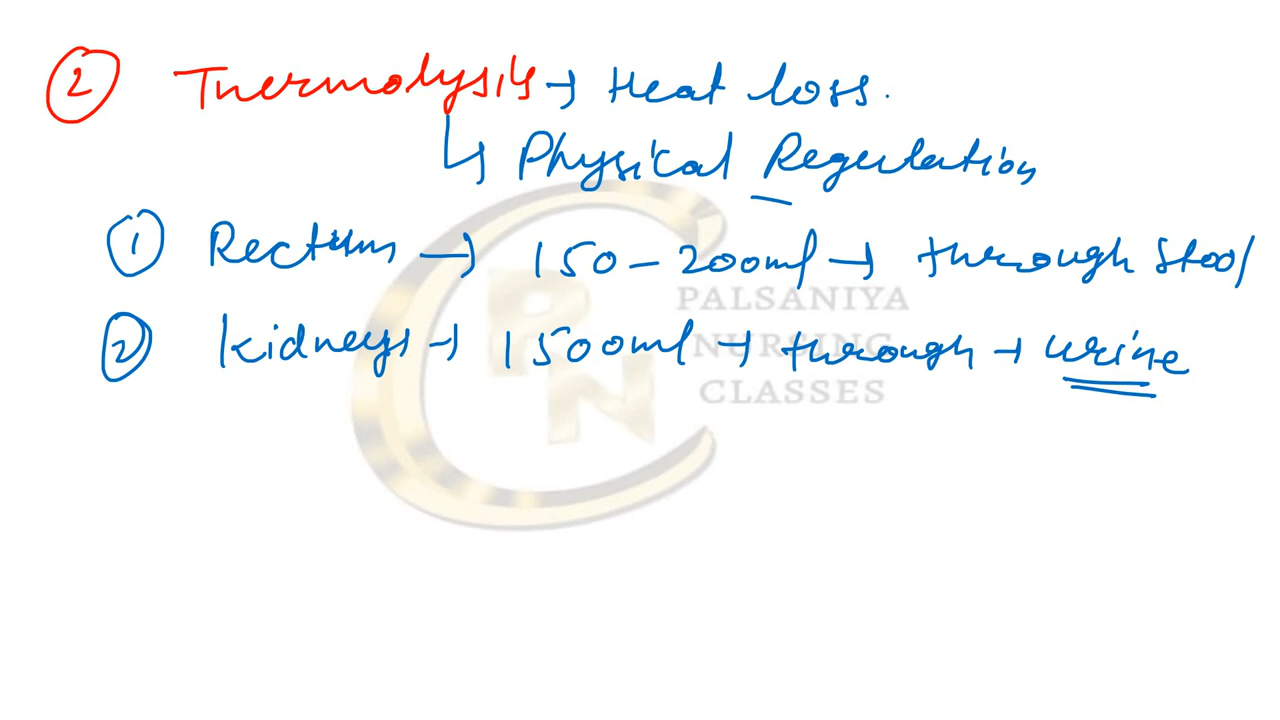 ② Thermolysis → Heat loss.
↳ Physical Regulation
① Rectum → 150-200ml → through Stool
② Kidneys → 1500ml → through → urine
PALSANIYA
NURSING
CLASSES
PN